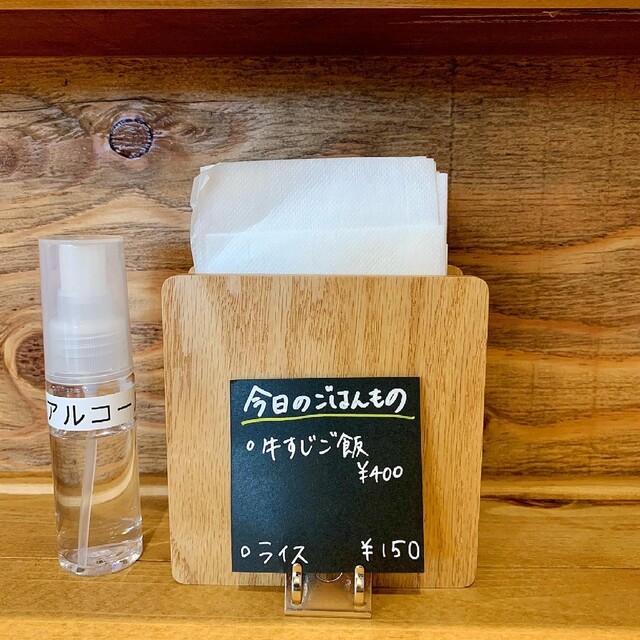 アルコー
今日のごはんもの
○牛すじご飯
¥400
○ライス ¥150